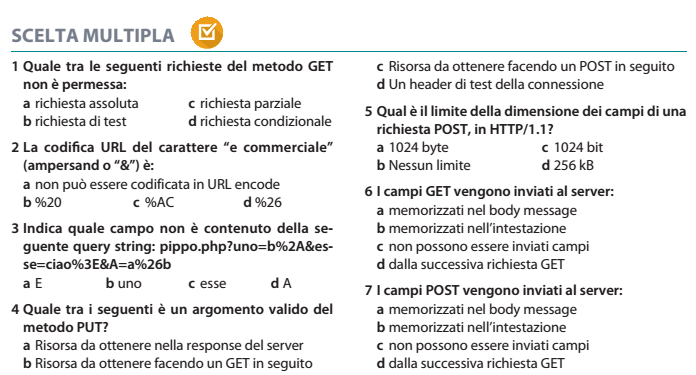 SCELTA MULTIPLA
1 Quale tra le seguenti richieste del metodo GET
non è permessa:
a richiesta assoluta c richiesta parziale
b richiesta di test d richiesta condizionale
2 La codifica URL del carattere “e commerciale”
(ampersand o “&”) è:
a non può essere codificata in URL encode
b %20 c %AC d %26
3 Indica quale campo non è contenuto della se-
guente query string: pippo.php?uno=b%2A&es-
se=ciao%3E&A=a%26b
a E b uno c esse d A
4 Quale tra i seguenti è un argomento valido del
metodo PUT?
a Risorsa da ottenere nella response del server
b Risorsa da ottenere facendo un GET in seguito
c Risorsa da ottenere facendo un POST in seguito
d Un header di test della connessione
5 Qual è il limite della dimensione dei campi di una
richiesta POST, in HTTP/1.1?
a 1024 byte c 1024 bit
b Nessun limite d 256 kB
6 I campi GET vengono inviati al server:
a memorizzati nel body message
b memorizzati nell’intestazione
c non possono essere inviati campi
d dalla successiva richiesta GET
7 I campi POST vengono inviati al server:
a memorizzati nel body message
b memorizzati nell’intestazione
c non possono essere inviati campi
d dalla successiva richiesta GET